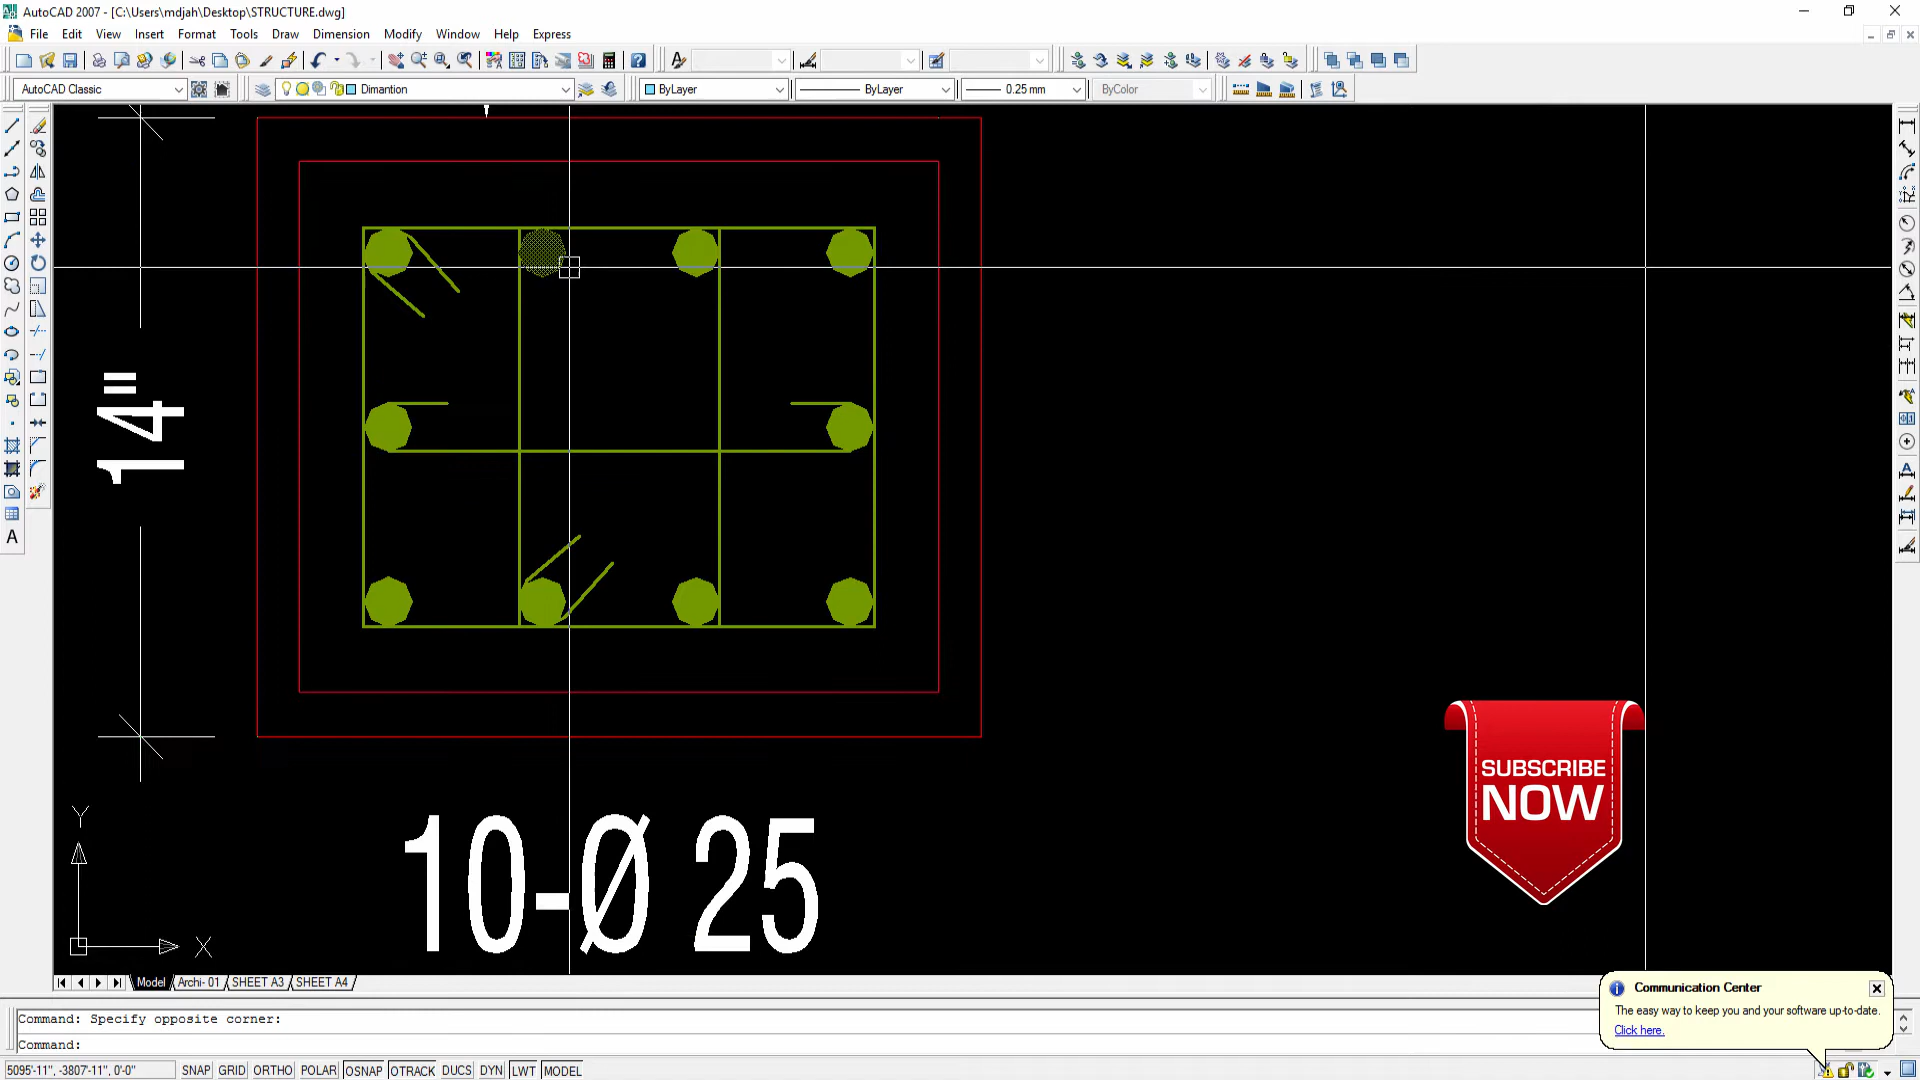 AutoCAD 2007 - [C:\Users\mdjah\Desktop\STRUCTURE.dwg]
File Edit View Insert Format Tools Draw Dimension Modify Window Help Express
AutoCAD Classic Dimantion ByLayer ByLayer 0.25 mm ByColor
14"
10-Ø 25
Y
X
SUBSCRIBE
NOW
Model Archi- 01 SHEET A3 SHEET A4
Communication Center
The easy way to keep you and your software up-to-date.
Click here.
Command: Specify opposite corner:
Command:
5095'-11", -3807'-11", 0'-0" SNAP GRID ORTHO POLAR OSNAP OTRACK DUCS DYN LWT MODEL